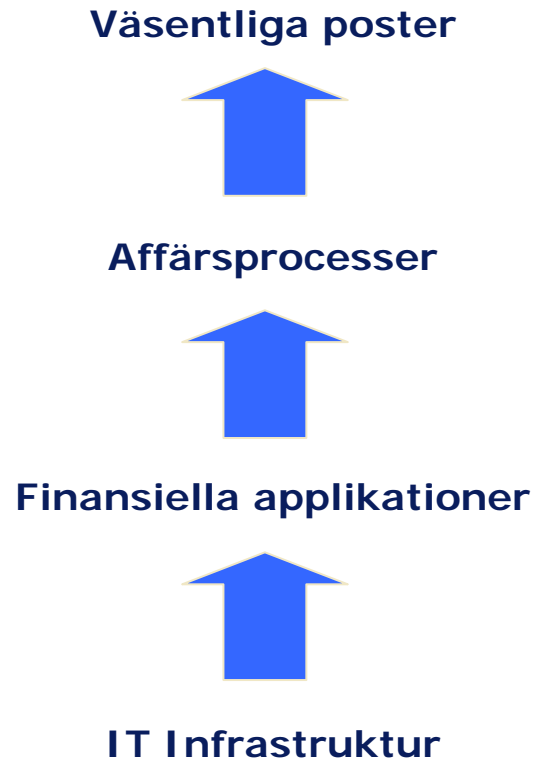 Väsentliga poster
Affärsprocesser
Finansiella applikationer
IT Infrastruktur